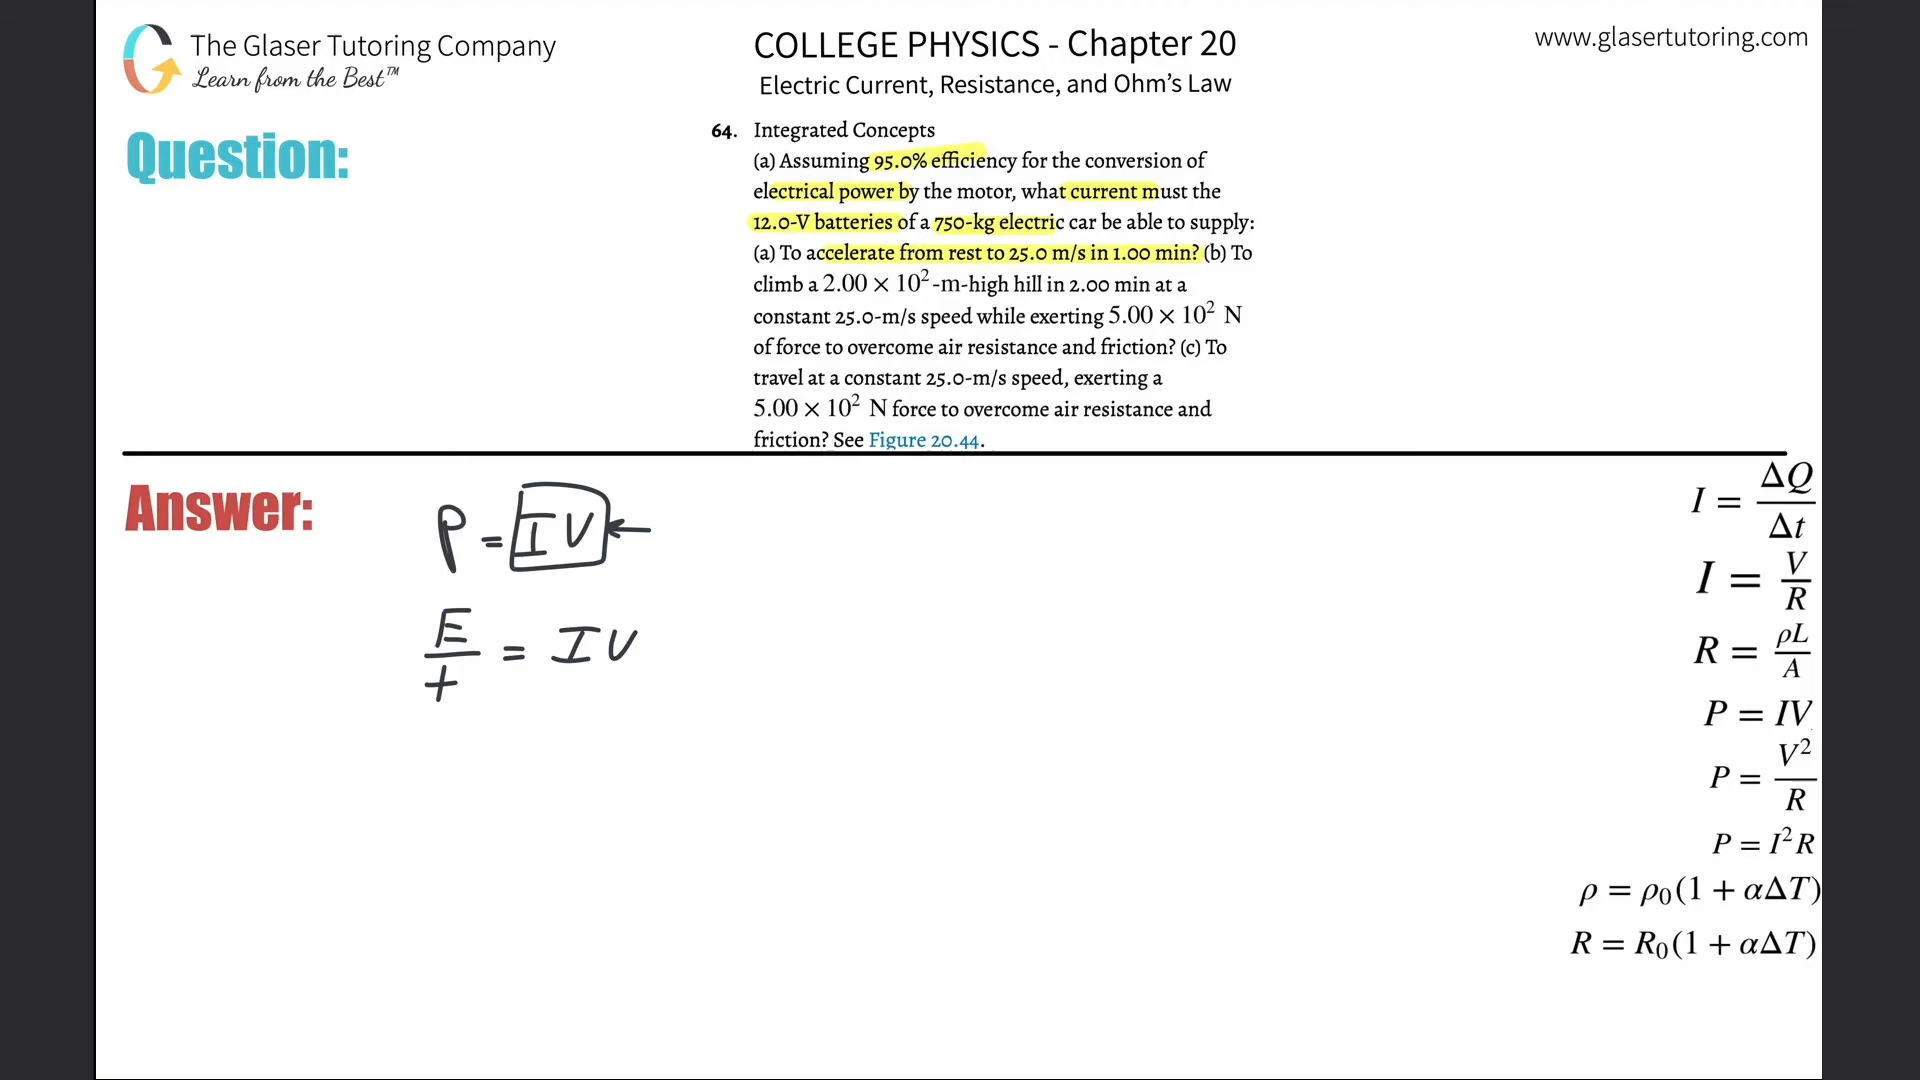 The Glaser Tutoring Company
Learn from the Best™
COLLEGE PHYSICS - Chapter 20
Electric Current, Resistance, and Ohm's Law
www.glasertutoring.com
Question:
64. Integrated Concepts
(a) Assuming 95.0% efficiency for the conversion of
electrical power by the motor, what current must the
12.0-V batteries of a 750-kg electric car be able to supply:
(a) To accelerate from rest to 25.0 m/s in 1.00 min? (b) To
climb a 2.00 × 10² -m-high hill in 2.00 min at a
constant 25.0-m/s speed while exerting 5.00 × 10² N
of force to overcome air resistance and friction? (c) To
travel at a constant 25.0-m/s speed, exerting a
5.00 × 10² N force to overcome air resistance and
friction? See Figure 20.44.
Answer:
P = IV
E/t = IV
I = ΔQ/Δt
I = V/R
R = ρL/A
P = IV
P = V²/R
P = I²R
ρ = ρ₀(1 + αΔT)
R = R₀(1 + αΔT)